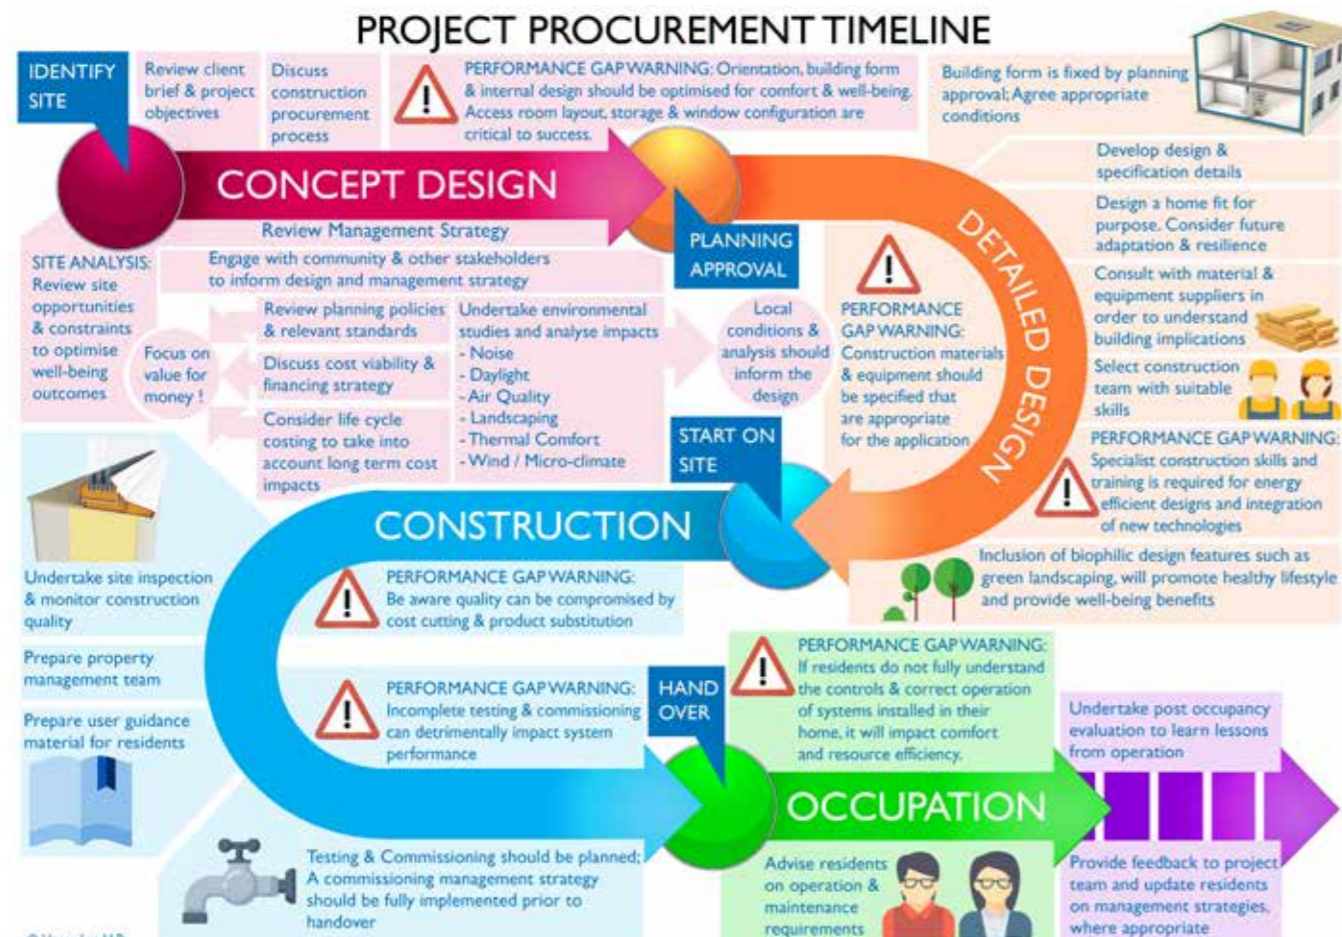 PROJECT PROCUREMENT TIMELINE
IDENTIFY
SITE
Review client
brief & project
objectives
Discuss
construction
procurement
process
PERFORMANCE GAP WARNING: Orientation, building form
& internal design should be optimised for comfort & well-being.
Access room layout, storage & window configuration are
critical to success.
Building form is fixed by planning
approval; Agree appropriate
conditions
CONCEPT DESIGN
Review Management Strategy
Engage with community & other stakeholders
to inform design and management strategy
SITE ANALYSIS:
Review site
opportunities
& constraints
to optimise
well-being
outcomes
Focus on
value for
money !
Review planning policies
& relevant standards
Discuss cost viability &
financing strategy
Consider life cycle
costing to take into
account long term cost
impacts
Undertake environmental
studies and analyse impacts
- Noise
- Daylight
- Air Quality
- Landscaping
- Thermal Comfort
- Wind / Micro-climate
PLANNING
APPROVAL
Local
conditions &
analysis should
inform the
design
PERFORMANCE
GAP WARNING:
Construction materials
& equipment should
be specified that
are appropriate
for the application
DETAILED DESIGN
Develop design &
specification details
Design a home fit for
purpose. Consider future
adaptation & resilience
Consult with material &
equipment suppliers in
order to understand
building implications
Select construction
team with suitable
skills
PERFORMANCE GAP WARNING:
Specialist construction skills and
training is required for energy
efficient designs and integration
of new technologies
Inclusion of biophilic design features such as
green landscaping, will promote healthy lifestyle
and provide well-being benefits
START ON
SITE
CONSTRUCTION
Undertake site inspection
& monitor construction
quality
Prepare property
management team
Prepare user guidance
material for residents
PERFORMANCE GAP WARNING:
Be aware quality can be compromised by
cost cutting & product substitution
PERFORMANCE GAP WARNING:
Incomplete testing & commissioning
can detrimentally impact system
performance
Testing & Commissioning should be planned;
A commissioning management strategy
should be fully implemented prior to
handover
HAND
OVER
PERFORMANCE GAP WARNING:
If residents do not fully understand
the controls & correct operation
of systems installed in their
home, it will impact comfort
and resource efficiency.
OCCUPATION
Advise residents
on operation &
maintenance
requirements
Undertake post occupancy
evaluation to learn lessons
from operation
Provide feedback to project
team and update residents
on management strategies,
where appropriate